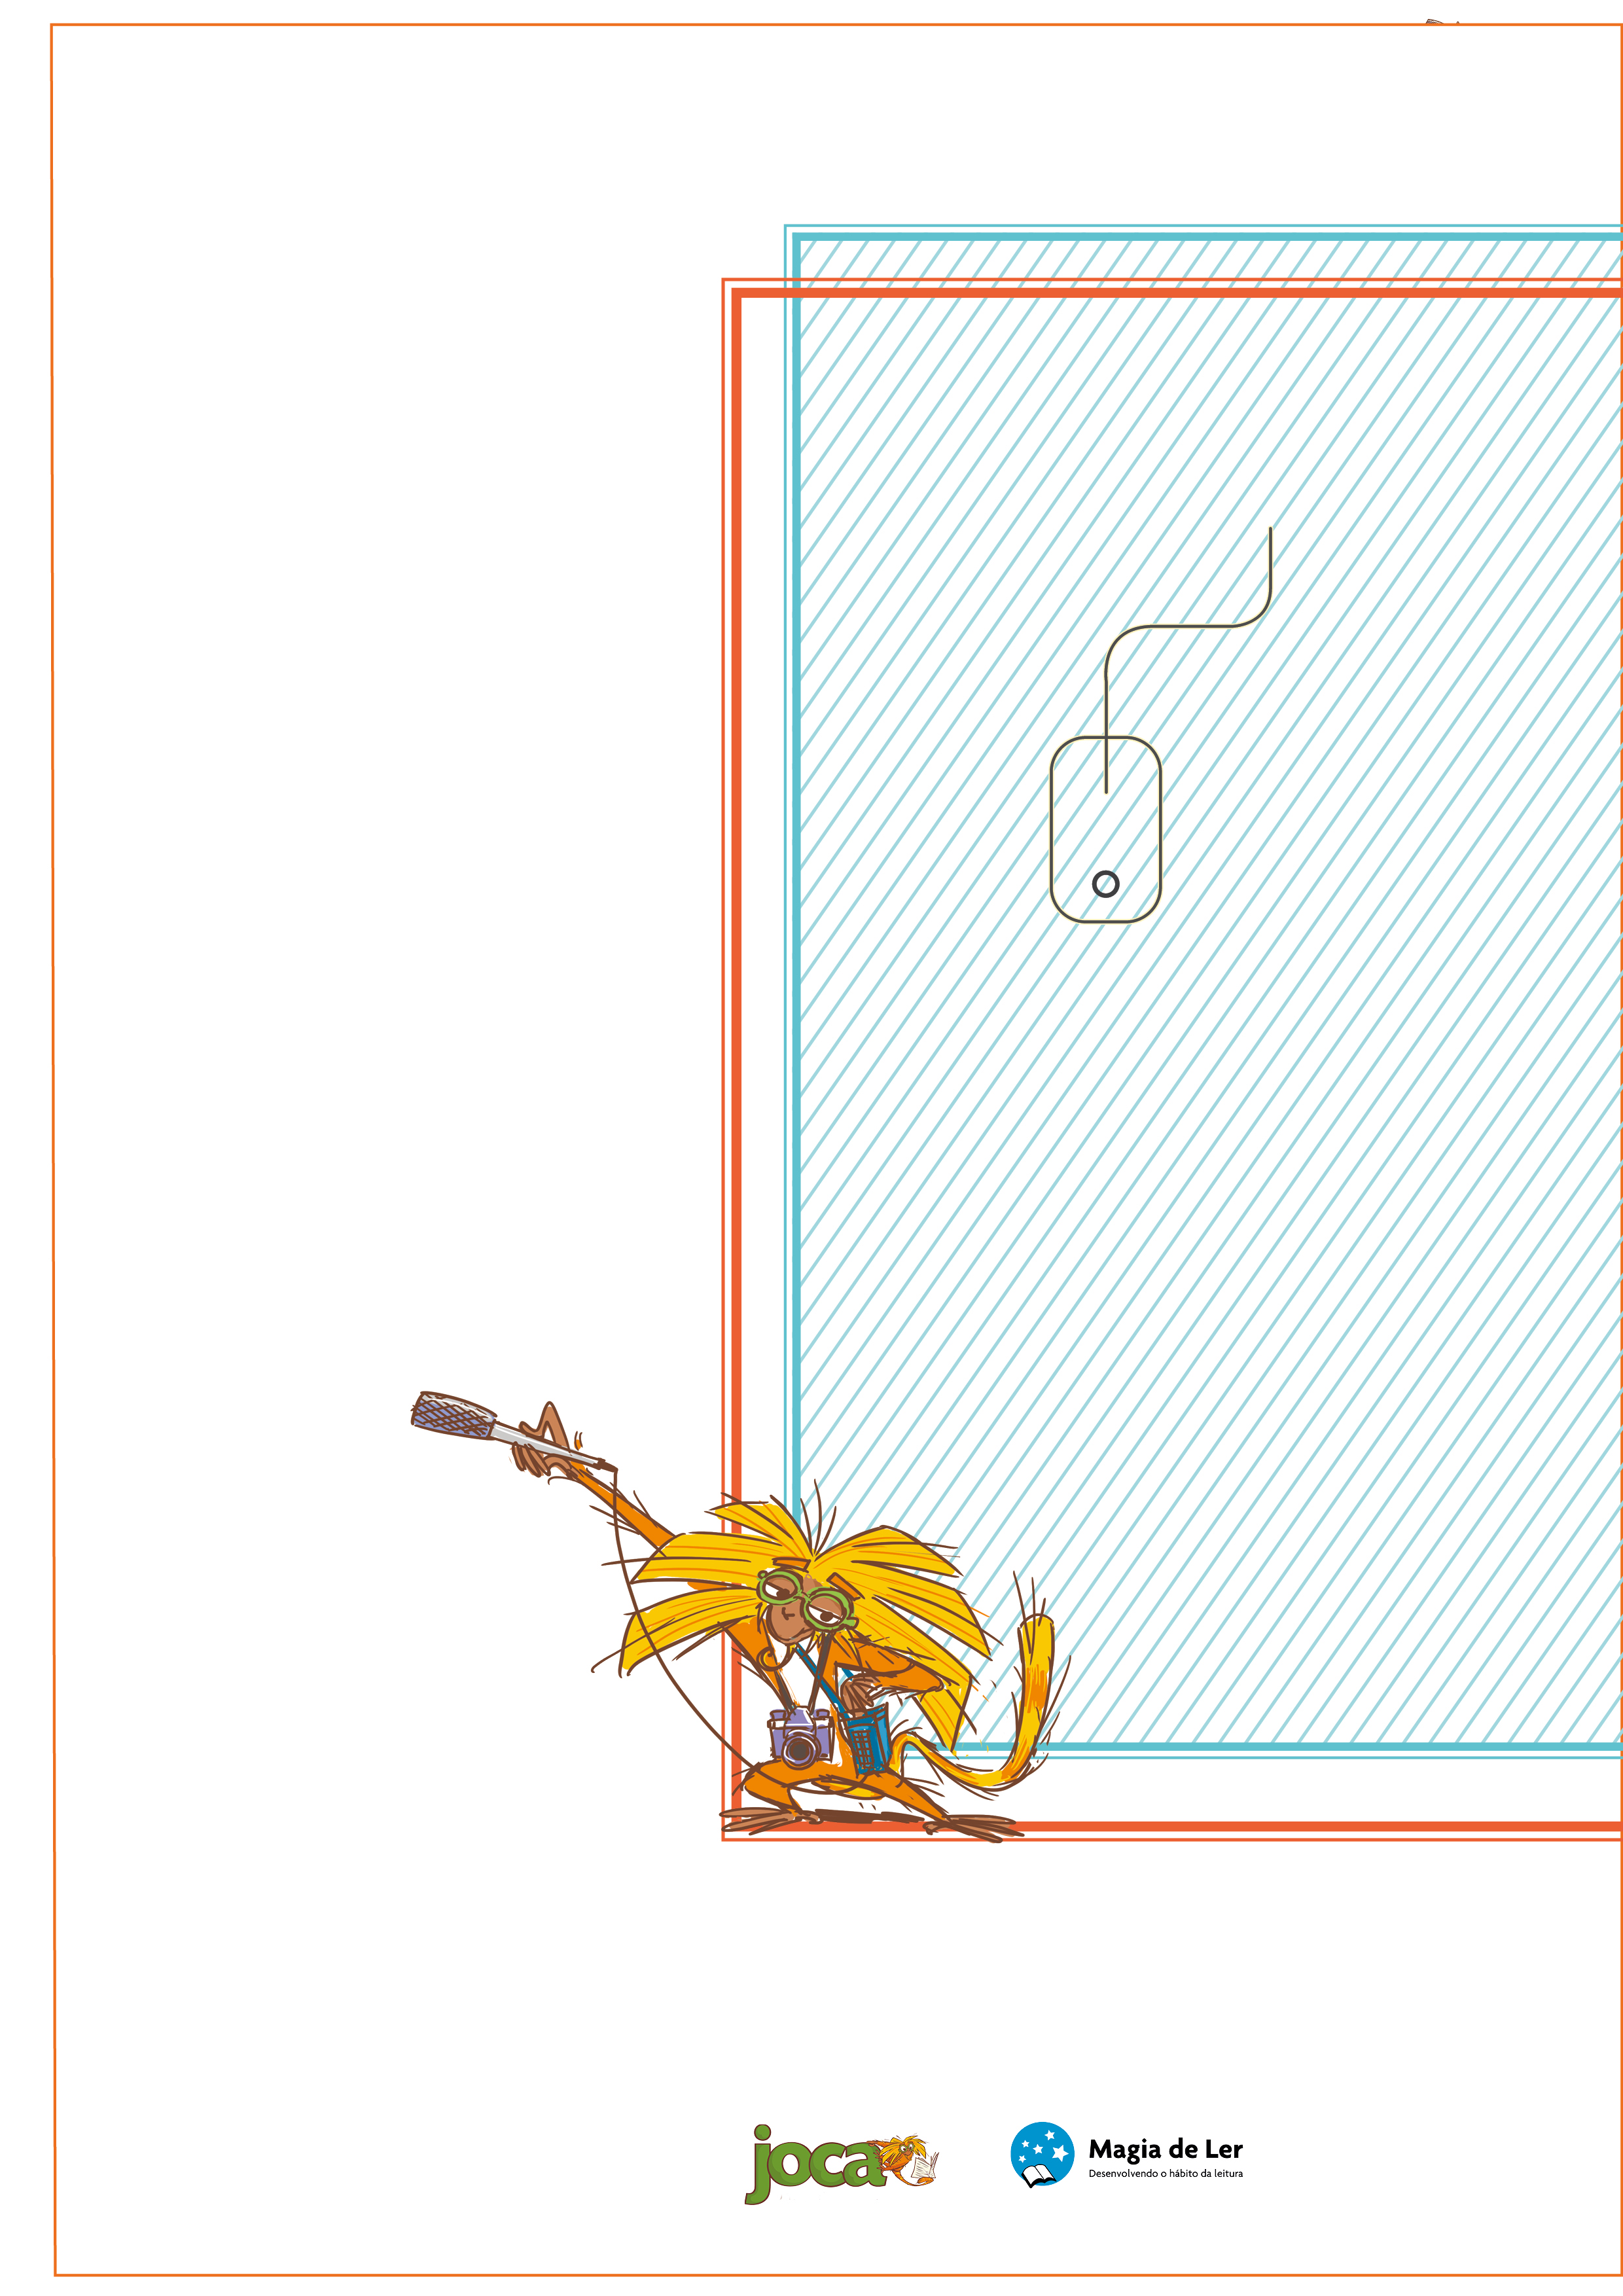 joca
Magia de Ler
Desenvolvendo o hábito da leitura